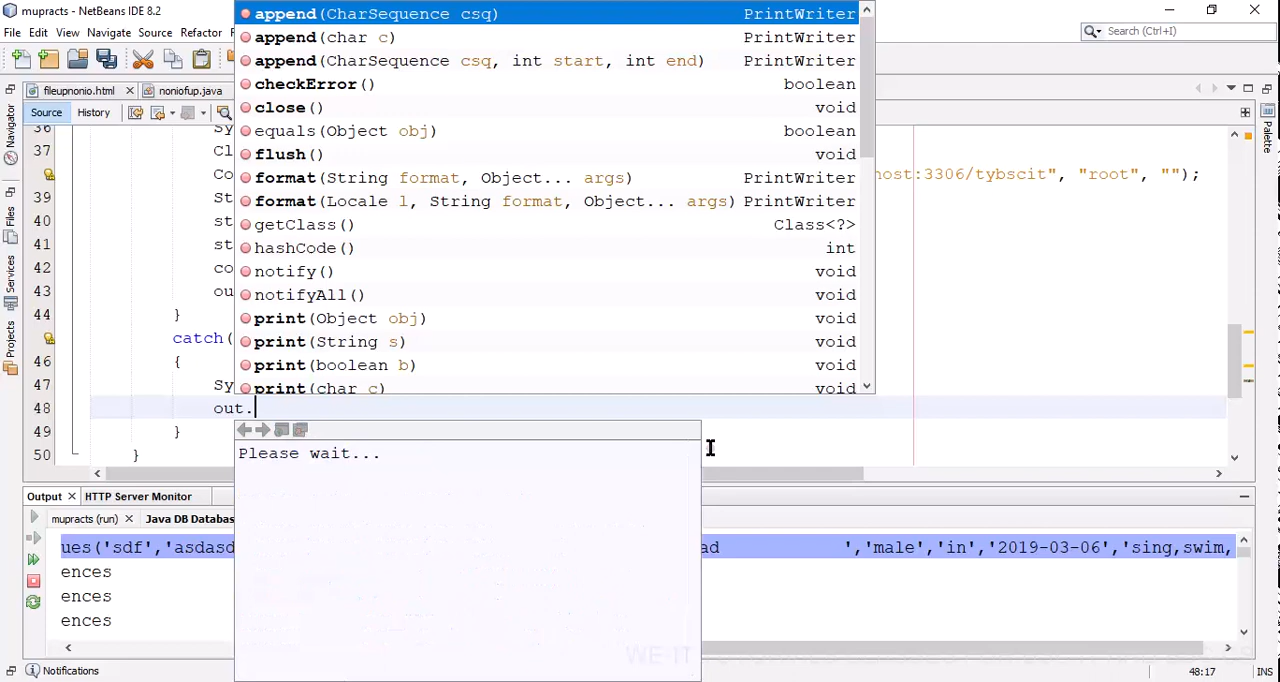 mupracts - NetBeans IDE 8.2
File Edit View Navigate Source Refactor
Search (Ctrl+I)
fileupnonio.html
noniofup.java
Source History
Navigator
Files
Services
Projects
Palette
append(CharSequence csq) PrintWriter
append(char c) PrintWriter
append(CharSequence csq, int start, int end) PrintWriter
checkError() boolean
close() void
equals(Object obj) boolean
flush() void
format(String format, Object... args) PrintWriter
format(Locale l, String format, Object... args) PrintWriter
getClass() Class<?>
hashCode() int
notify() void
notifyAll() void
print(Object obj) void
print(String s) void
print(boolean b) void
print(char c) void
36 Sy
37 Cl
Co host:3306/tybscit", "root", "");
39 St
40 st
41 st
42 co
43 ou
44 }
catch(
46 {
47 Sy
48 out.
49 }
50 }
Please wait...
Output HTTP Server Monitor
mupracts (run) Java DB Databas
ues('sdf','asdasd ad ','male','in','2019-03-06','sing,swim,
ences
ences
ences
Notifications
48:17 INS